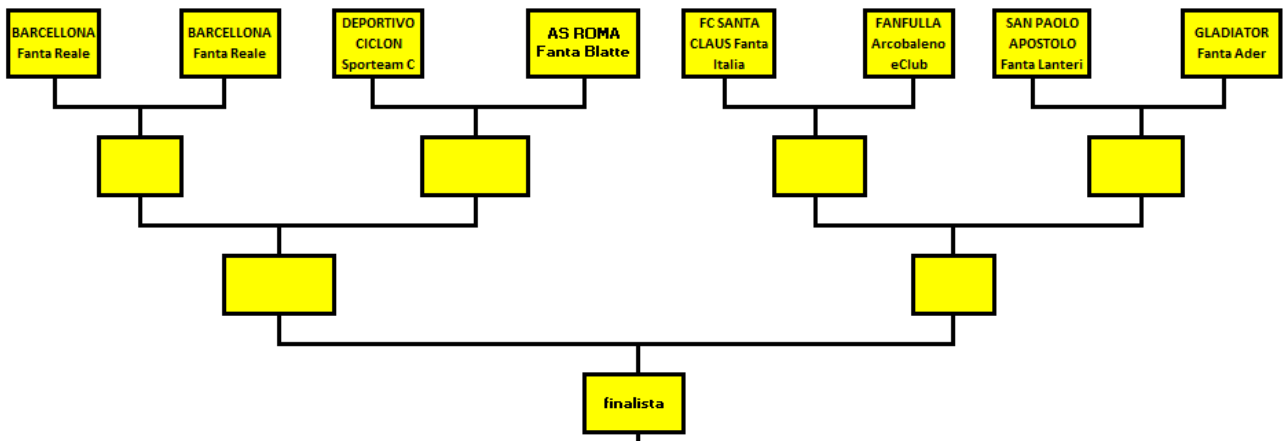 BARCELLONA
Fanta Reale
BARCELLONA
Fanta Reale
DEPORTIVO
CICLON
Sporteam C
AS ROMA
Fanta Blatte
FC SANTA
CLAUS Fanta
Italia
FANFULLA
Arcobaleno
eClub
SAN PAOLO
APOSTOLO
Fanta Lanteri
GLADIATOR
Fanta Ader
finalista